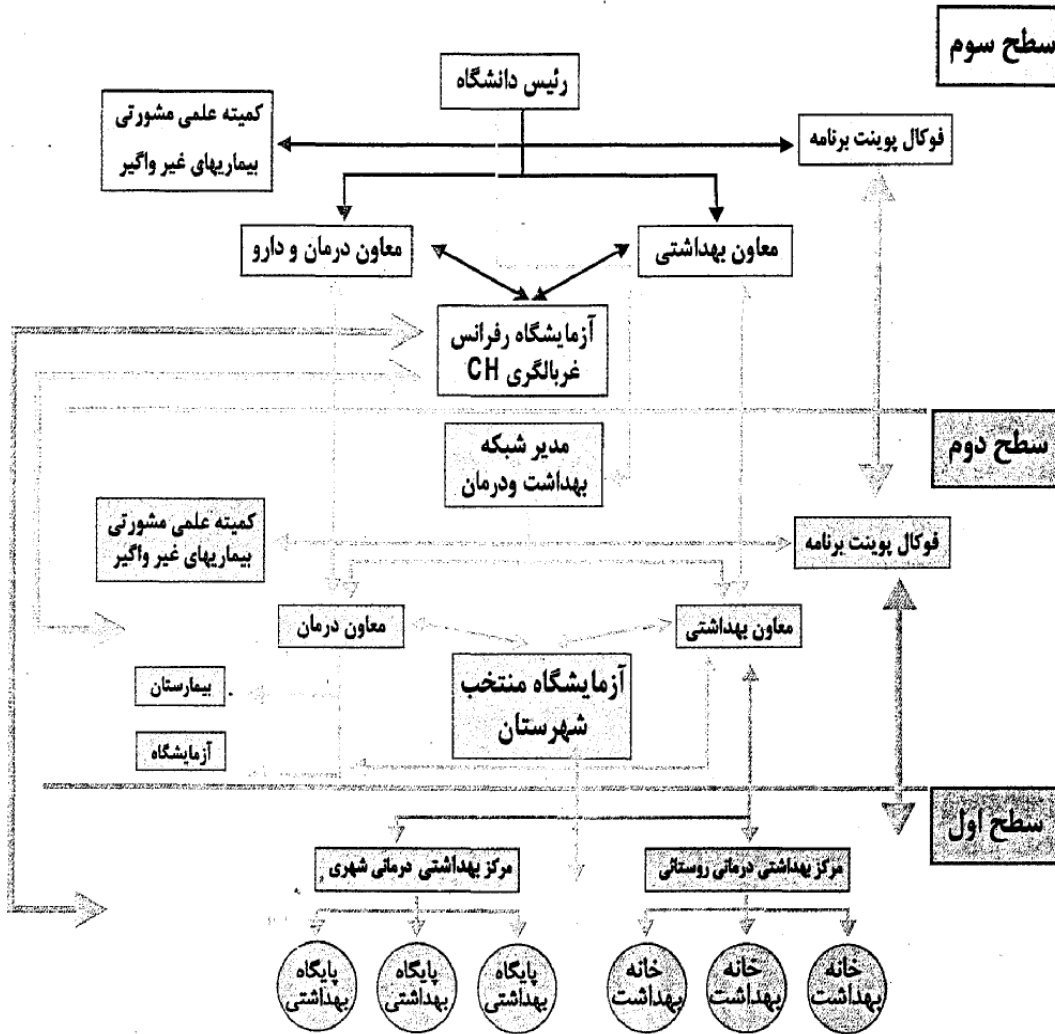 سطح سوم
رئیس دانشگاه
کمیته علمی مشورتی
بیماریهای غیر واگیر
فوکال پوینت برنامه
معاون درمان و دارو
معاون بهداشتی
آزمایشگاه رفرانس
غربالگری CH
سطح دوم
مدیر شبکه
بهداشت ودرمان
کمیته علمی مشورتی
بیماریهای غیر واگیر
فوکال پوینت برنامه
معاون درمان
معاون بهداشتی
آزمایشگاه منتخب
شهرستان
بیمارستان
آزمایشگاه
سطح اول
مرکز بهداشتی درمانی شهری
مرکز بهداشتی درمانی روستائی
پایگاه
بهداشتی
پایگاه
بهداشتی
پایگاه
بهداشتی
خانه
بهداشت
خانه
بهداشت
خانه
بهداشت